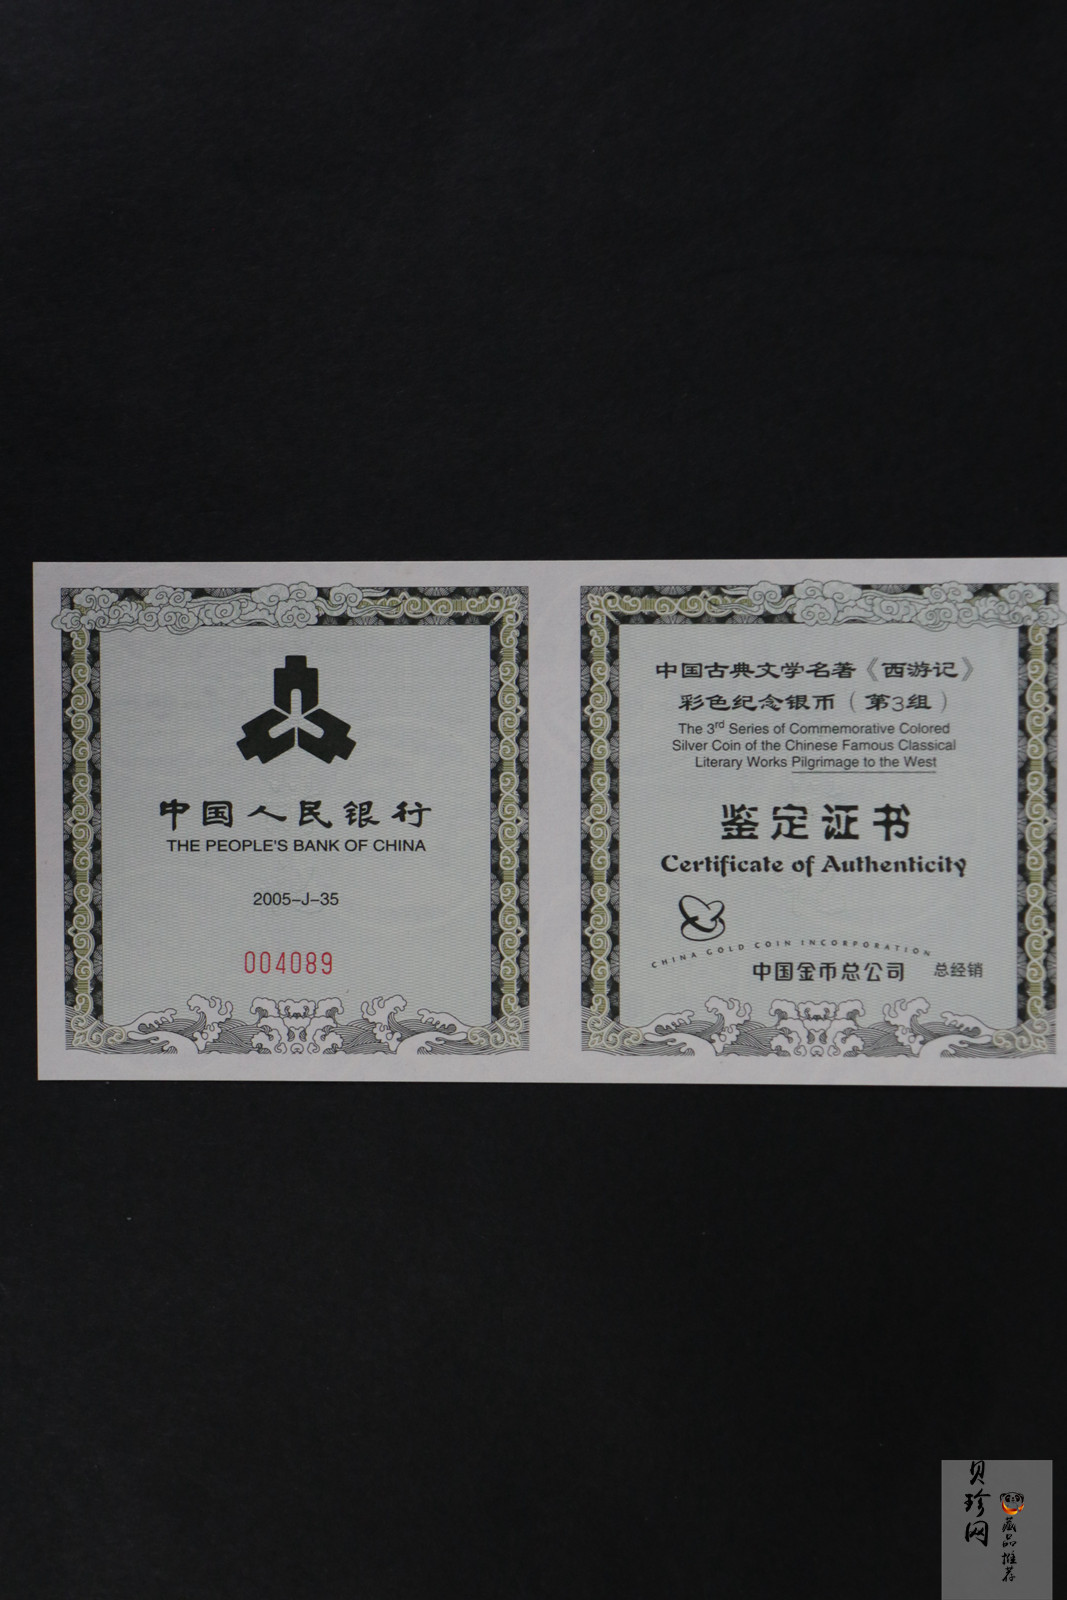 中国人民银行
THE PEOPLE'S BANK OF CHINA
2005-J-35
004089
中国古典文学名著《西游记》
彩色纪念银币（第3组）
The 3rd Series of Commemorative Colored
Silver Coin of the Chinese Famous Classical
Literary Works Pilgrimage to the West
鉴定证书
Certificate of Authenticity
CHINA GOLD COIN INCORPORATION
中国金币总公司 总经销
贝珍网
藏品推荐